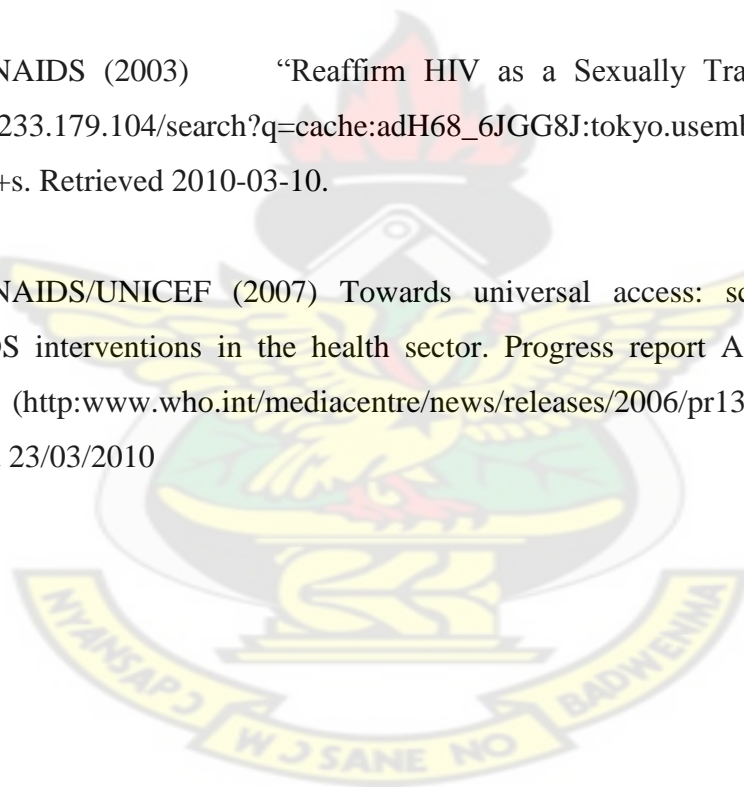 NAIDS (2003) “Reaffirm HIV as a Sexually Tra
233.179.104/search?q=cache:adH68_6JGG8J:tokyo.usemb
+s. Retrieved 2010-03-10.
NAIDS/UNICEF (2007) Towards universal access: sc
S interventions in the health sector. Progress report A
(http:www.who.int/mediacentre/news/releases/2006/pr13
23/03/2010
NYANSAPƆ WƆSANE NO BADWENMA